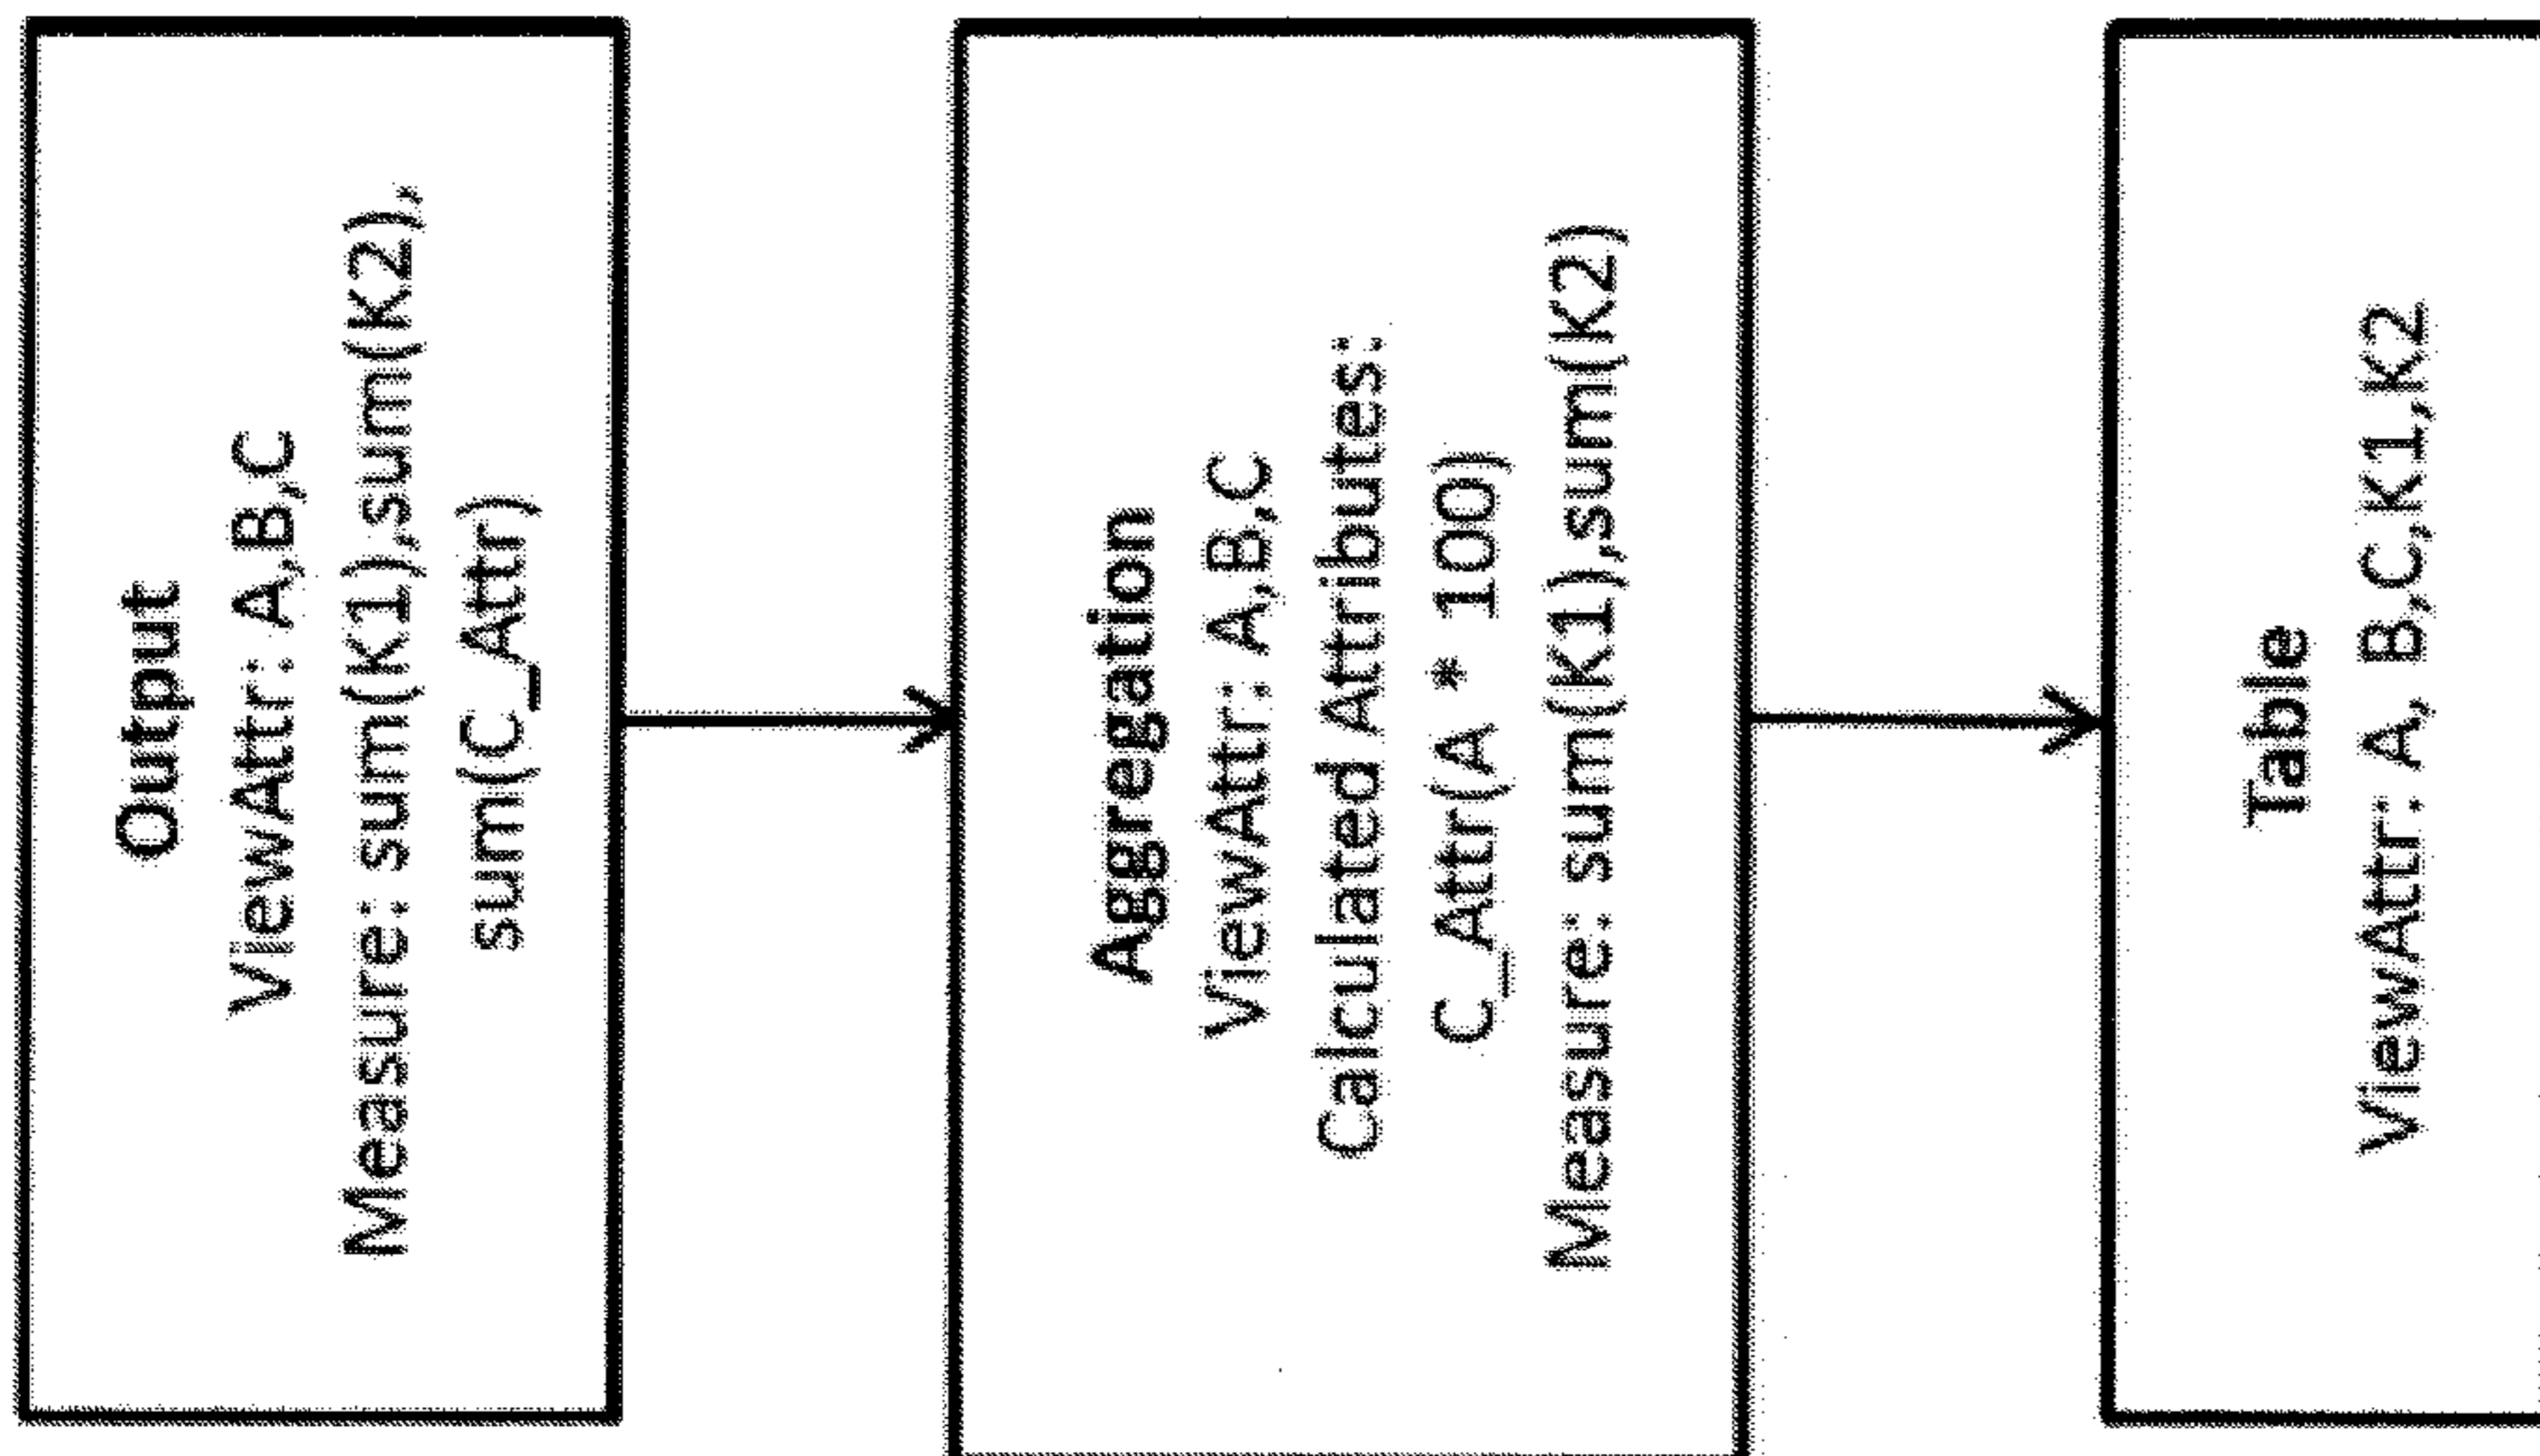 Output
ViewAttr: A,B,C
Measure: sum(K1),sum(K2),
sum(C_Attr)
Aggregation
ViewAttr: A,B,C
Calculated Attributes:
C_Attr(A * 100)
Measure: sum(K1),sum(K2)
Table
ViewAttr: A, B,C,K1,K2